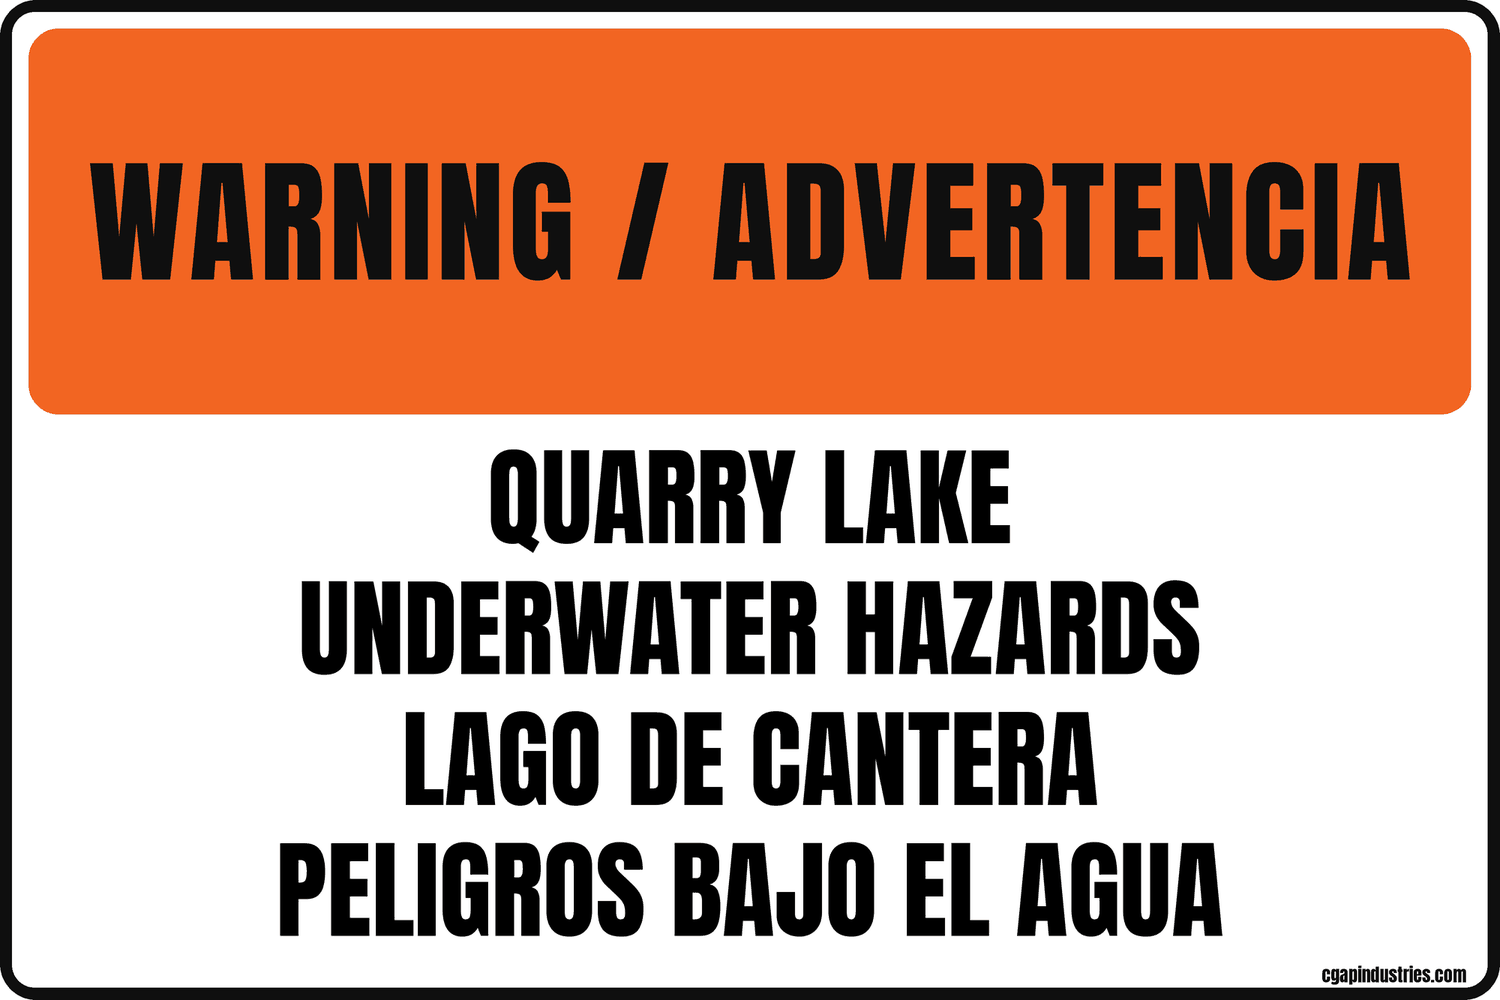 WARNING / ADVERTENCIA
QUARRY LAKE
UNDERWATER HAZARDS
LAGO DE CANTERA
PELIGROS BAJO EL AGUA
cgapindustries.com